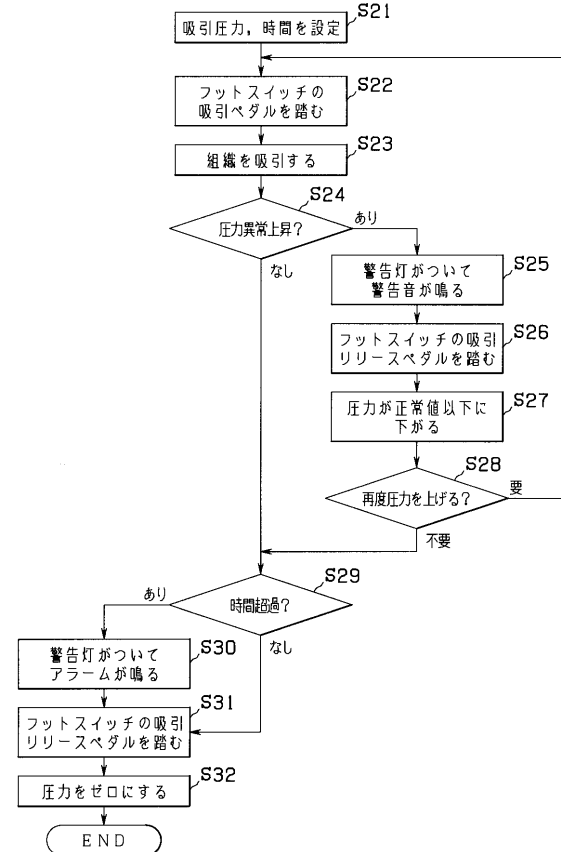 S21
吸引圧力,時間を設定
S22
フットスイッチの
吸引ペダルを踏む
S23
組織を吸引する
S24
圧力異常上昇?
あり
なし
S25
警告灯がついて
警告音が鳴る
S26
フットスイッチの吸引
リリースペダルを踏む
S27
圧力が正常値以下に
下がる
S28
再度圧力を上げる?
要
不要
S29
時間超過?
あり
なし
S30
警告灯がついて
アラームが鳴る
S31
フットスイッチの吸引
リリースペダルを踏む
S32
圧力をゼロにする
END